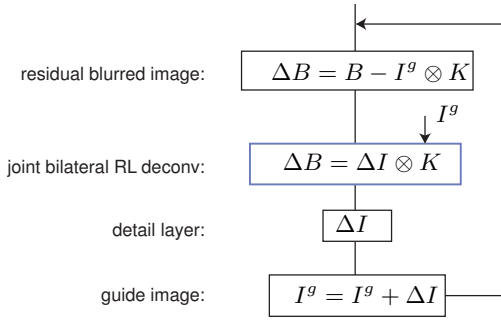 residual blurred image: ΔB = B − I^g ⊗ K
I^g
joint bilateral RL deconv: ΔB = ΔI ⊗ K
detail layer: ΔI
guide image: I^g = I^g + ΔI